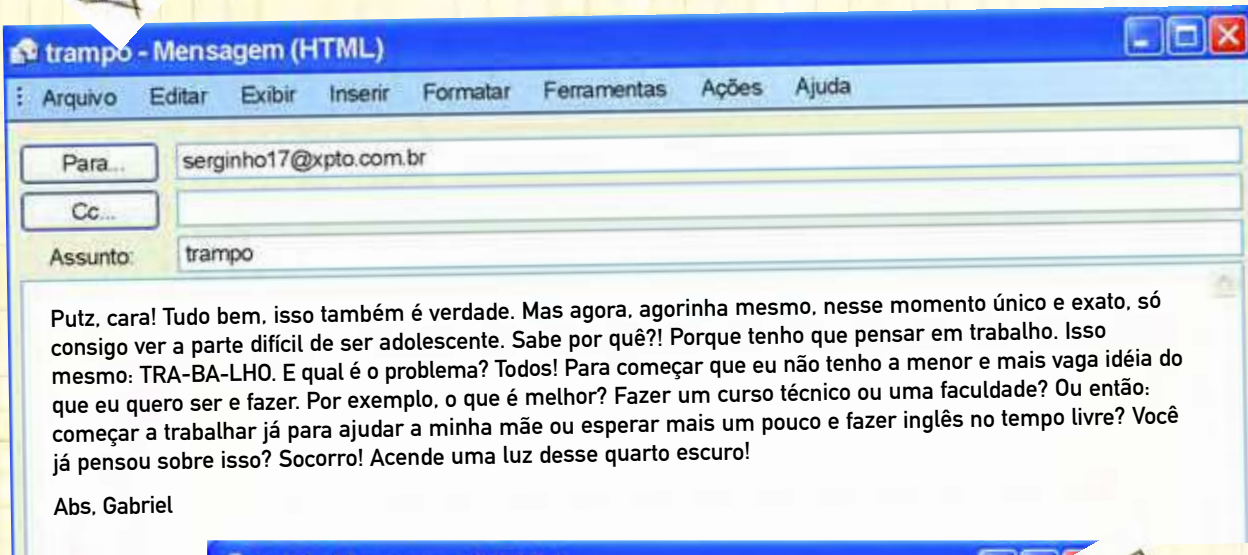 trampo - Mensagem (HTML)
Arquivo Editar Exibir Inserir Formatar Ferramentas Ações Ajuda
Para... serginho17@xpto.com.br
Cc...
Assunto: trampo
Putz, cara! Tudo bem, isso também é verdade. Mas agora, agorinha mesmo, nesse momento único e exato, só
consigo ver a parte difícil de ser adolescente. Sabe por quê?! Porque tenho que pensar em trabalho. Isso
mesmo: TRA-BA-LHO. E qual é o problema? Todos! Para começar que eu não tenho a menor e mais vaga idéia do
que eu quero ser e fazer. Por exemplo, o que é melhor? Fazer um curso técnico ou uma faculdade? Ou então:
começar a trabalhar já para ajudar a minha mãe ou esperar mais um pouco e fazer inglês no tempo livre? Você
já pensou sobre isso? Socorro! Acende uma luz desse quarto escuro!
Abs, Gabriel